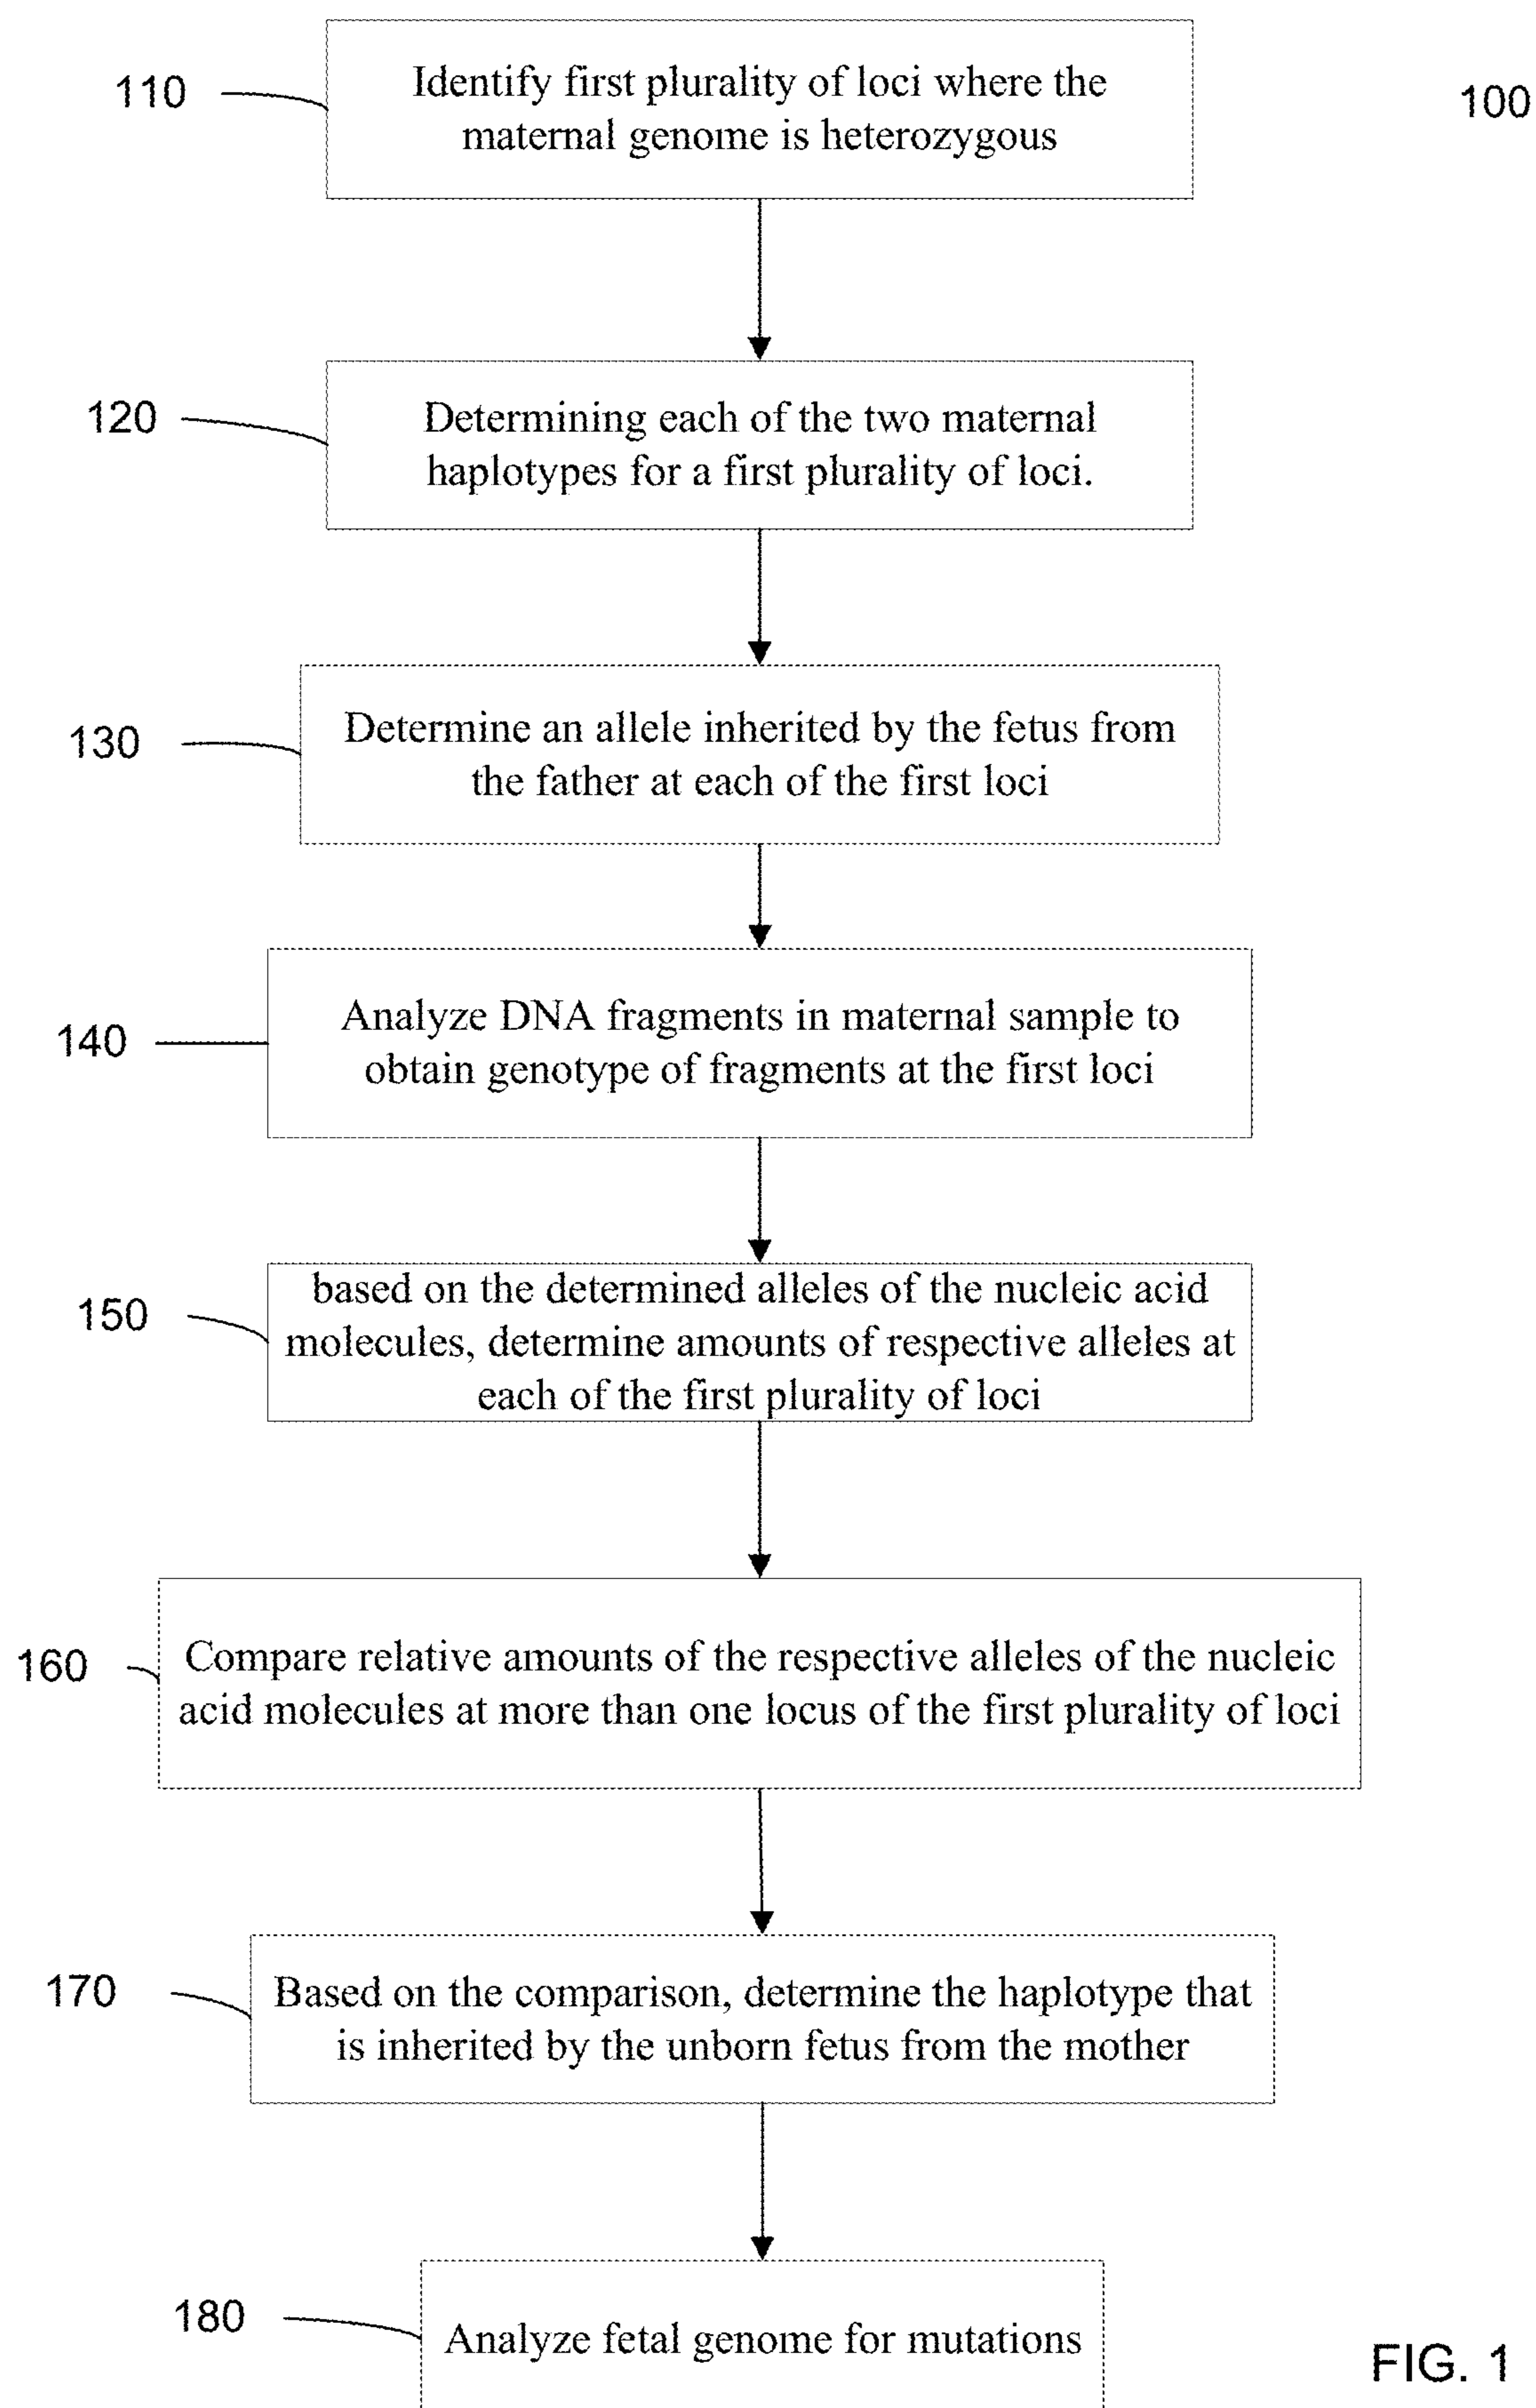 110
Identify first plurality of loci where the
maternal genome is heterozygous
100
120
Determining each of the two maternal
haplotypes for a first plurality of loci.
130
Determine an allele inherited by the fetus from
the father at each of the first loci
140
Analyze DNA fragments in maternal sample to
obtain genotype of fragments at the first loci
150
based on the determined alleles of the nucleic acid
molecules, determine amounts of respective alleles at
each of the first plurality of loci
160
Compare relative amounts of the respective alleles of the nucleic
acid molecules at more than one locus of the first plurality of loci
170
Based on the comparison, determine the haplotype that
is inherited by the unborn fetus from the mother
180
Analyze fetal genome for mutations
FIG. 1